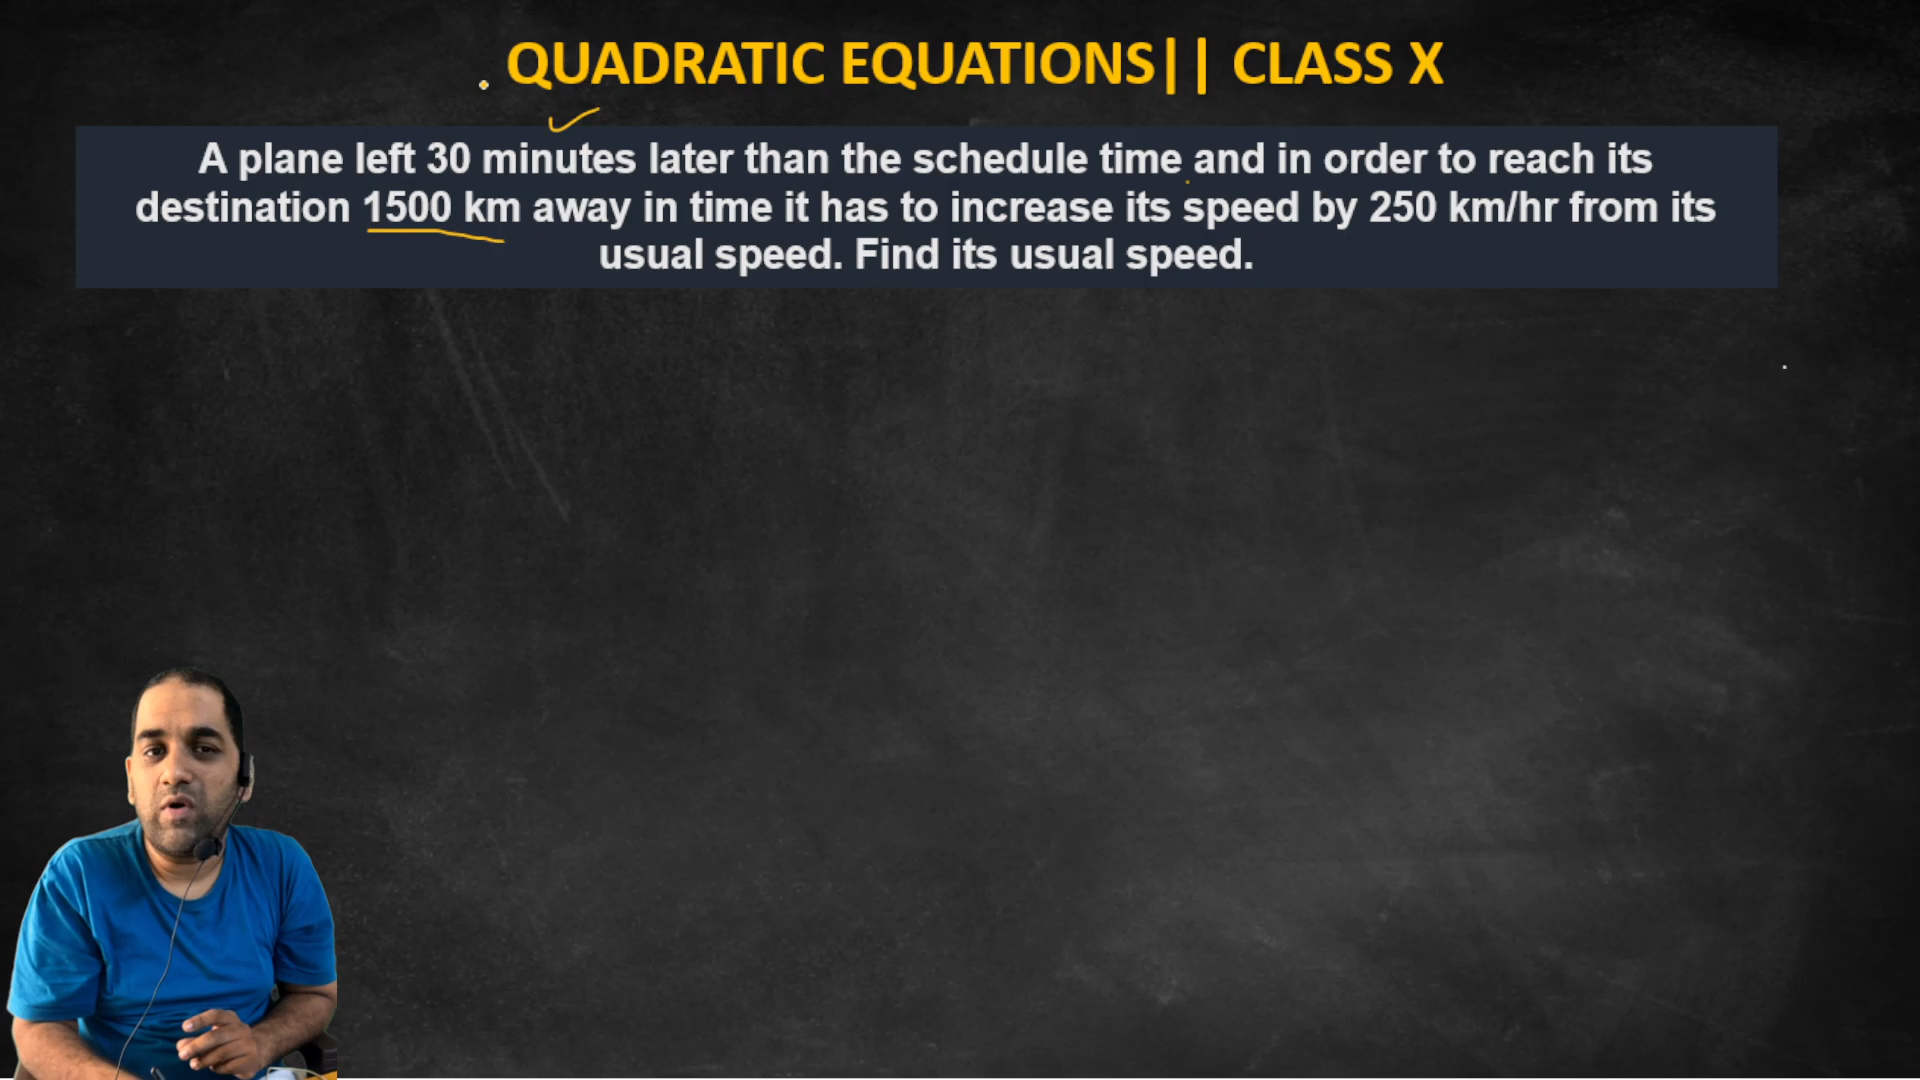 QUADRATIC EQUATIONS|| CLASS X
A plane left 30 minutes later than the schedule time and in order to reach its
destination 1500 km away in time it has to increase its speed by 250 km/hr from its
usual speed. Find its usual speed.